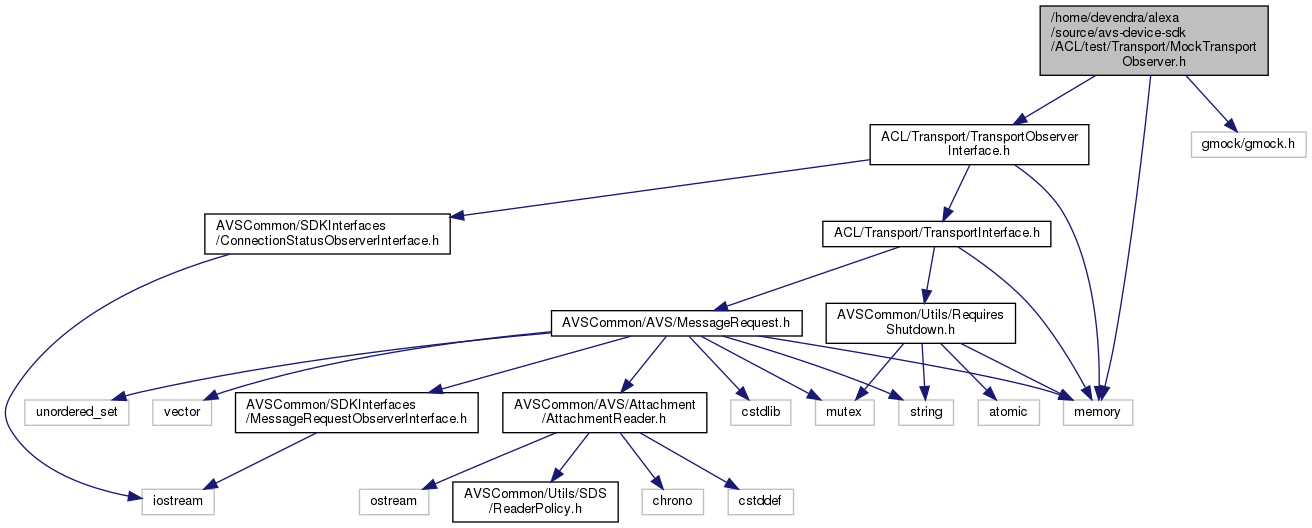 /home/devendra/alexa
/source/avs-device-sdk
/ACL/test/Transport/MockTransport
Observer.h
ACL/Transport/TransportObserver
Interface.h
gmock/gmock.h
AVSCommon/SDKInterfaces
/ConnectionStatusObserverInterface.h
ACL/Transport/TransportInterface.h
AVSCommon/AVS/MessageRequest.h
AVSCommon/Utils/Requires
Shutdown.h
unordered_set
vector
AVSCommon/SDKInterfaces
/MessageRequestObserverInterface.h
AVSCommon/AVS/Attachment
/AttachmentReader.h
cstdlib
mutex
string
atomic
memory
iostream
ostream
AVSCommon/Utils/SDS
/ReaderPolicy.h
chrono
cstddef